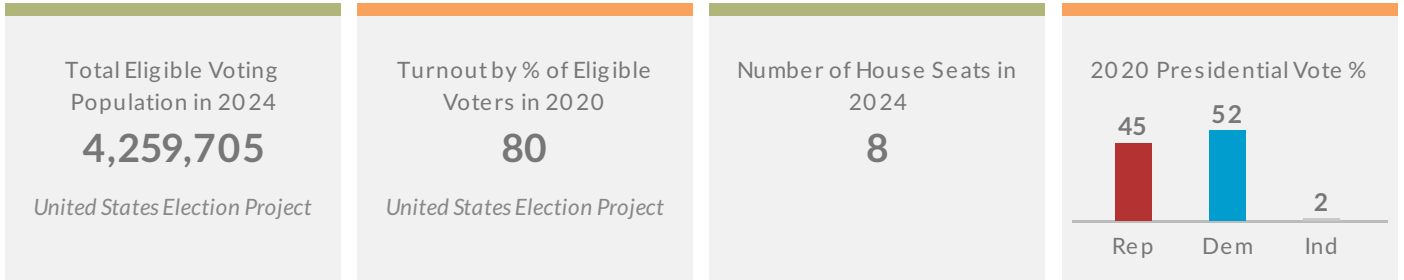 Total Eligible Voting
Population in 2024
4,259,705
United States Election Project
Turnout by % of Eligible
Voters in 2020
80
United States Election Project
Number of House Seats in
2024
8
2020 Presidential Vote %
45
52
2
Rep
Dem
Ind